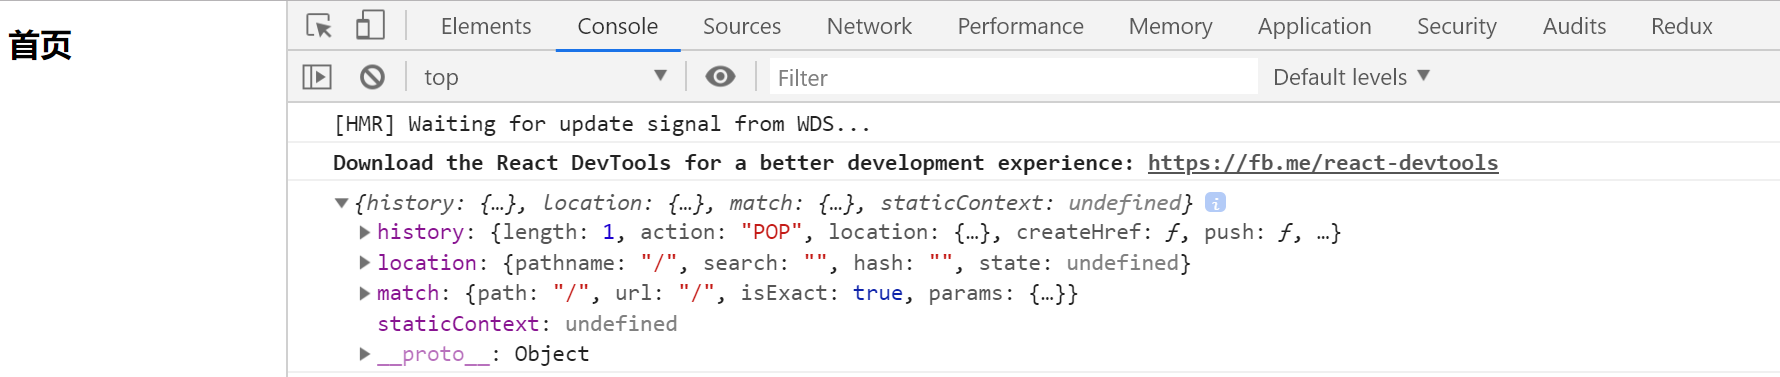 首页
Elements Console Sources Network Performance Memory Application Security Audits Redux
top ▼ Filter Default levels ▼
[HMR] Waiting for update signal from WDS...
Download the React DevTools for a better development experience: https://fb.me/react-devtools
▼{history: {…}, location: {…}, match: {…}, staticContext: undefined} i
▶history: {length: 1, action: "POP", location: {…}, createHref: ƒ, push: ƒ, …}
▶location: {pathname: "/", search: "", hash: "", state: undefined}
▶match: {path: "/", url: "/", isExact: true, params: {…}}
staticContext: undefined
▶__proto__: Object